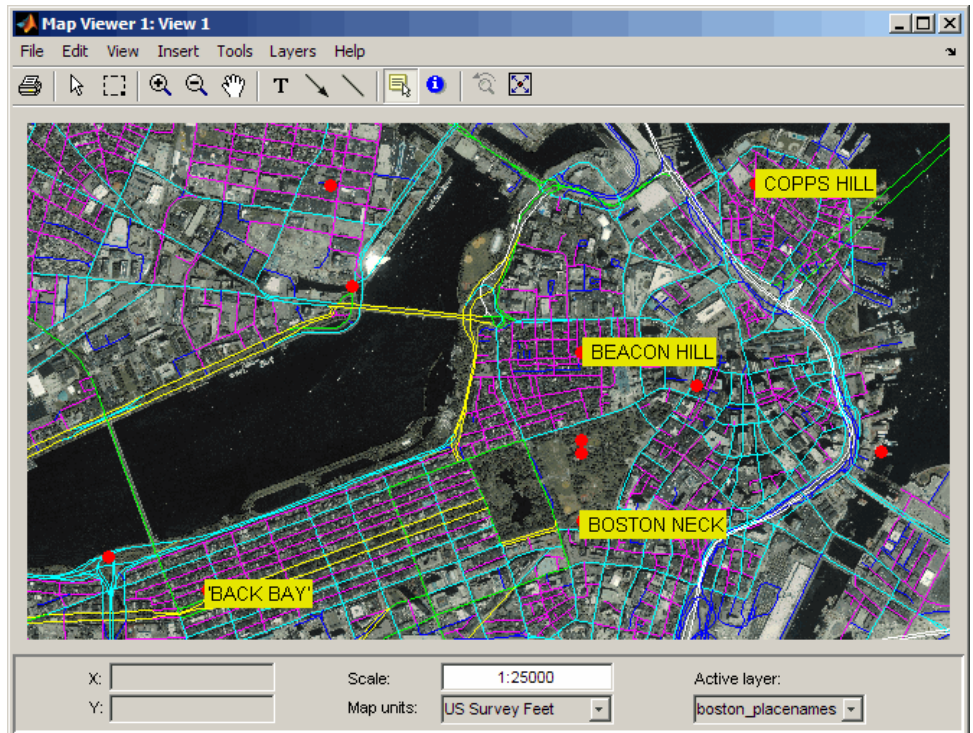 Map Viewer 1: View 1
File Edit View Insert Tools Layers Help
T
COPPS HILL
BEACON HILL
BOSTON NECK
'BACK BAY'
X:
Scale:
1:25000
Active layer:
Y:
Map units:
US Survey Feet
boston_placenames